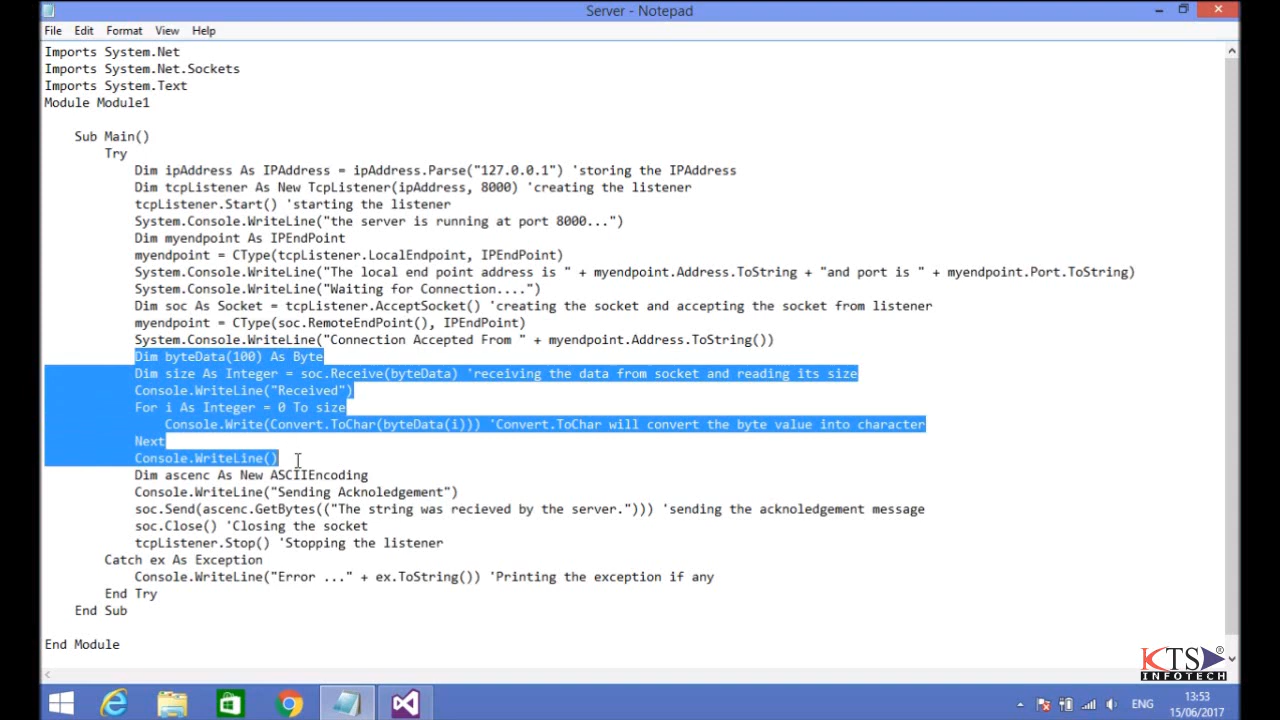 Server - Notepad
File Edit Format View Help
Imports System.Net
Imports System.Net.Sockets
Imports System.Text
Module Module1
Sub Main()
Try
Dim ipAddress As IPAddress = ipAddress.Parse("127.0.0.1") 'storing the IPAddress
Dim tcpListener As New TcpListener(ipAddress, 8000) 'creating the listener
tcpListener.Start() 'starting the listener
System.Console.WriteLine("the server is running at port 8000...")
Dim myendpoint As IPEndPoint
myendpoint = CType(tcpListener.LocalEndpoint, IPEndPoint)
System.Console.WriteLine("The local end point address is " + myendpoint.Address.ToString + "and port is " + myendpoint.Port.ToString)
System.Console.WriteLine("Waiting for Connection....")
Dim soc As Socket = tcpListener.AcceptSocket() 'creating the socket and accepting the socket from listener
myendpoint = CType(soc.RemoteEndPoint(), IPEndPoint)
System.Console.WriteLine("Connection Accepted From " + myendpoint.Address.ToString())
Dim byteData(100) As Byte
Dim size As Integer = soc.Receive(byteData) 'receiving the data from socket and reading its size
Console.WriteLine("Received")
For i As Integer = 0 To size
Console.Write(Convert.ToChar(byteData(i))) 'Convert.ToChar will convert the byte value into character
Next
Console.WriteLine()
Dim ascenc As New ASCIIEncoding
Console.WriteLine("Sending Acknoledgement")
soc.Send(ascenc.GetBytes(("The string was recieved by the server."))) 'sending the acknoledgement message
soc.Close() 'Closing the socket
tcpListener.Stop() 'Stopping the listener
Catch ex As Exception
Console.WriteLine("Error ..." + ex.ToString()) 'Printing the exception if any
End Try
End Sub
End Module
KTS ®
INFOTECH
ENG
13:53
15/06/2017